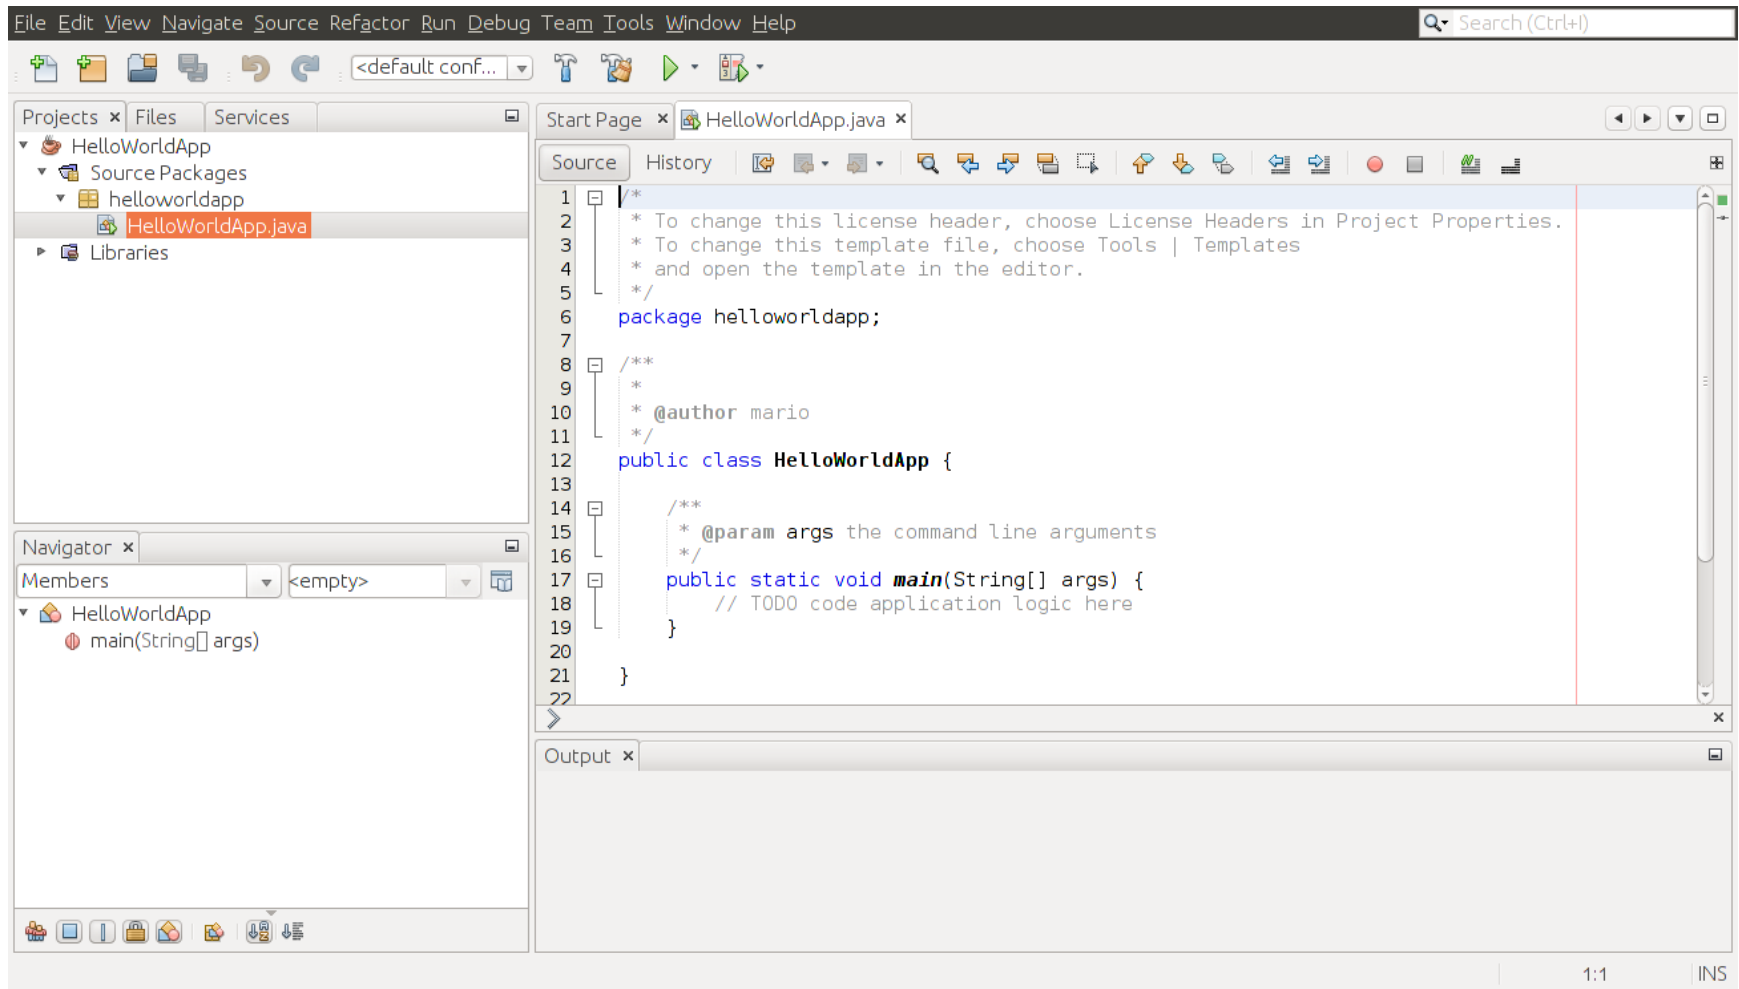 File Edit View Navigate Source Refactor Run Debug Team Tools Window Help
Search (Ctrl+I)
<default conf...
Projects Files Services
HelloWorldApp
Source Packages
helloworldapp
HelloWorldApp.java
Libraries
Navigator
Members <empty>
HelloWorldApp
main(String[] args)
Start Page HelloWorldApp.java
Source History
1 /*
2 * To change this license header, choose License Headers in Project Properties.
3 * To change this template file, choose Tools | Templates
4 * and open the template in the editor.
5 */
6 package helloworldapp;
7
8 /**
9 *
10 * @author mario
11 */
12 public class HelloWorldApp {
13
14 /**
15 * @param args the command line arguments
16 */
17 public static void main(String[] args) {
18 // TODO code application logic here
19 }
20
21 }
22
Output
1:1 INS